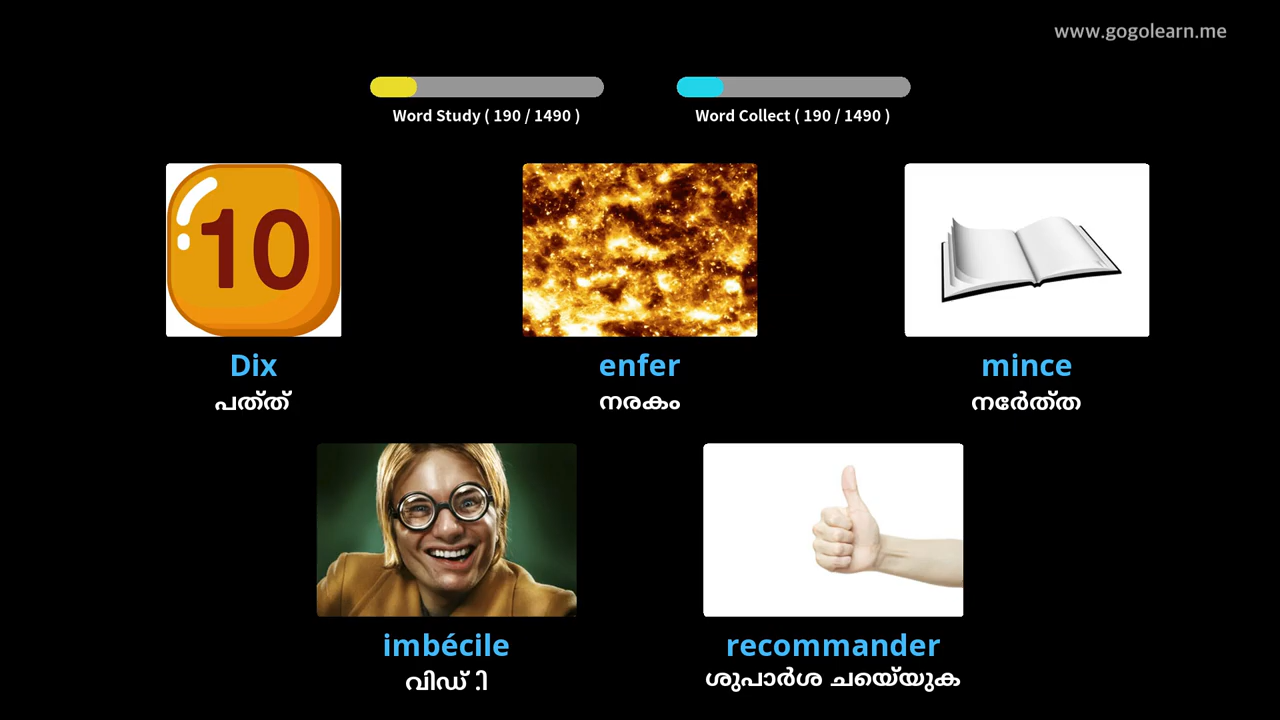 www.gogolearn.me
Word Study ( 190 / 1490 )
Word Collect ( 190 / 1490 )
10
Dix
enfer
mince
പത്ത്
നരകം
നേർത്ത
imbécile
recommander
ശുപാർശ ചെയ്യുക